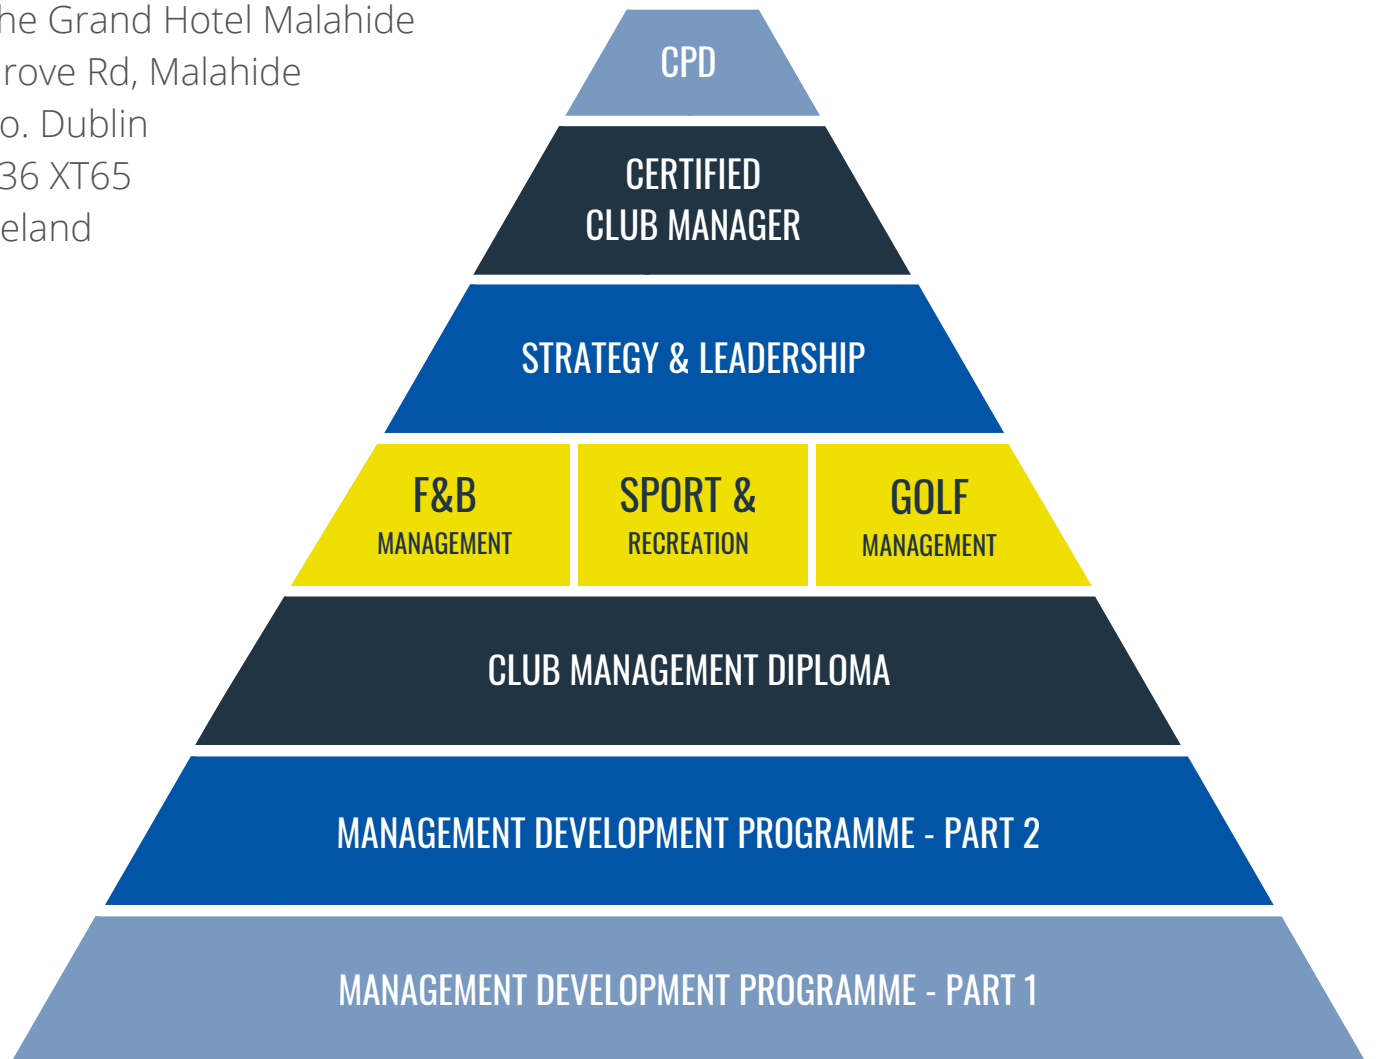 he Grand Hotel Malahide
rove Rd, Malahide
o. Dublin
36 XT65
eland
CPD
CERTIFIED
CLUB MANAGER
STRATEGY & LEADERSHIP
F&B
MANAGEMENT
SPORT &
RECREATION
GOLF
MANAGEMENT
CLUB MANAGEMENT DIPLOMA
MANAGEMENT DEVELOPMENT PROGRAMME - PART 2
MANAGEMENT DEVELOPMENT PROGRAMME - PART 1